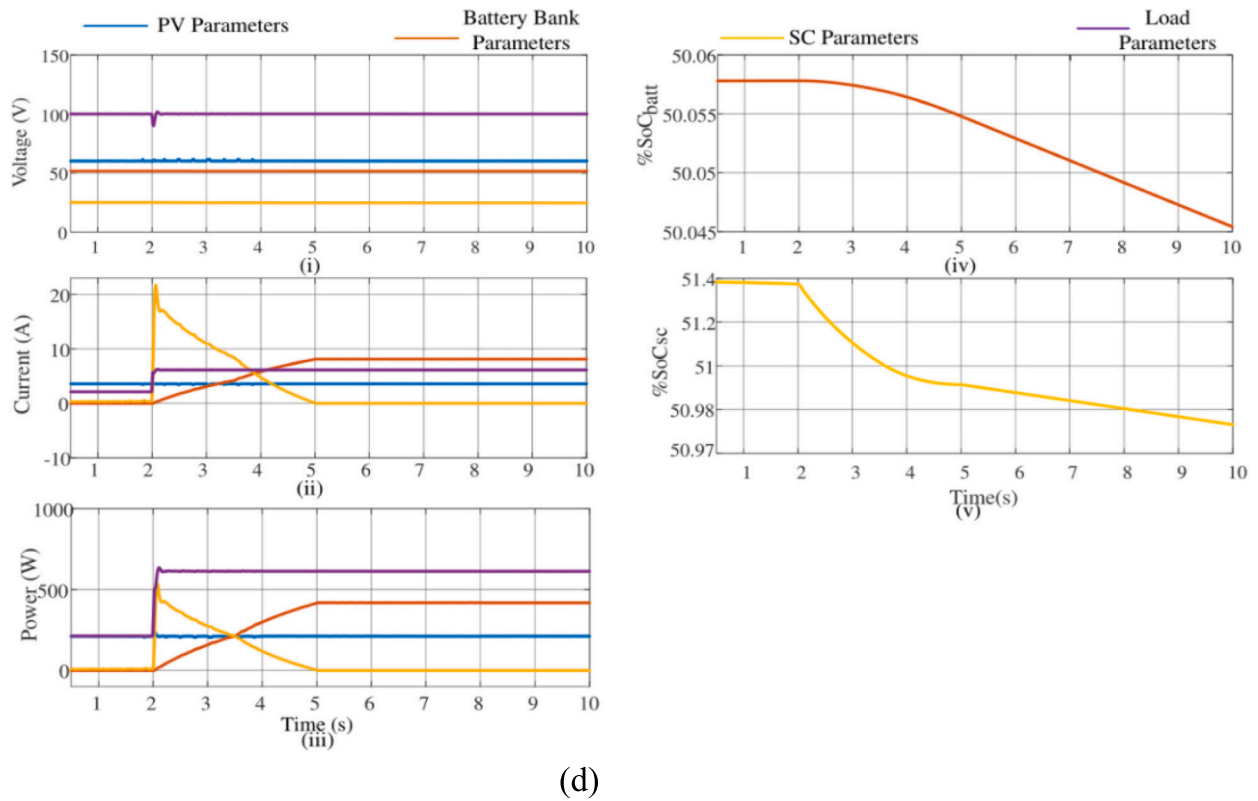 PV Parameters
Battery Bank
Parameters
SC Parameters
Load
Parameters
Voltage (V)
150
100
50
0
1 2 3 4 5 6 7 8 9 10
(i)
Current (A)
20
10
0
-10
1 2 3 4 5 6 7 8 9 10
(ii)
Power (W)
1000
500
0
1 2 3 4 5 6 7 8 9 10
Time (s)
(iii)
%SoCbatt
50.06
50.055
50.05
50.045
1 2 3 4 5 6 7 8 9 10
(iv)
%SoCsc
51.4
51.2
51
50.98
50.97
1 2 3 4 5 6 7 8 9 10
Time(s)
(v)
(d)